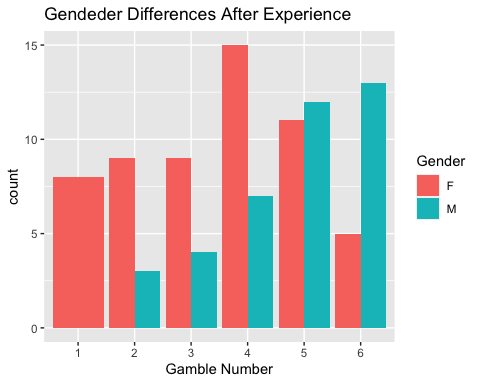 Gendeder Differences After Experience
15
10
5
0
count
1 2 3 4 5 6
Gamble Number
Gender
F
M